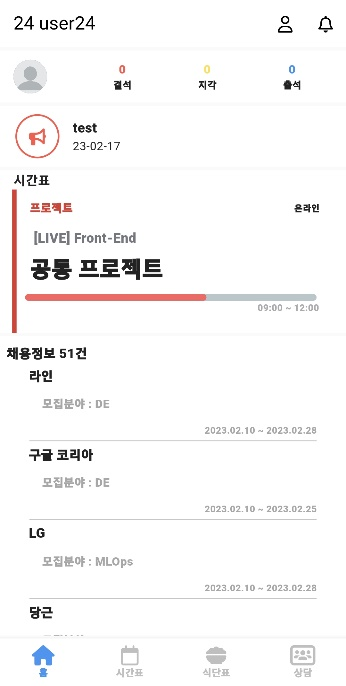 24 user24
0 0 0
결석 지각 출석
test
23-02-17
시간표
프로젝트 온라인
[LIVE] Front-End
공통 프로젝트
09:00 ~ 12:00
채용정보 51건
라인
모집분야 : DE
2023.02.10 ~ 2023.02.28
구글 코리아
모집분야 : DE
2023.02.10 ~ 2023.02.25
LG
모집분야 : MLOps
2023.02.10 ~ 2023.02.28
당근
홈 시간표 식단표 상담